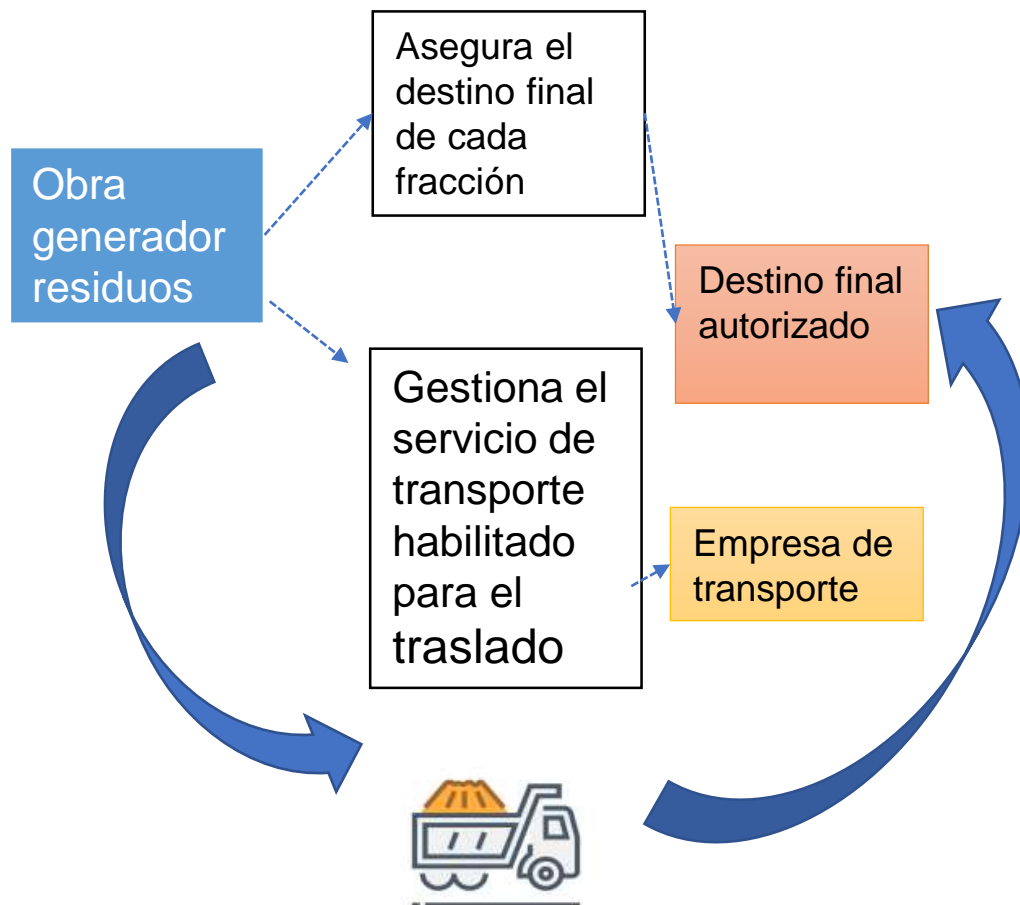 Asegura el
destino final
de cada
fracción
Obra
generador
residuos
Destino final
autorizado
Gestiona el
servicio de
transporte
habilitado
para el
traslado
Empresa de
transporte